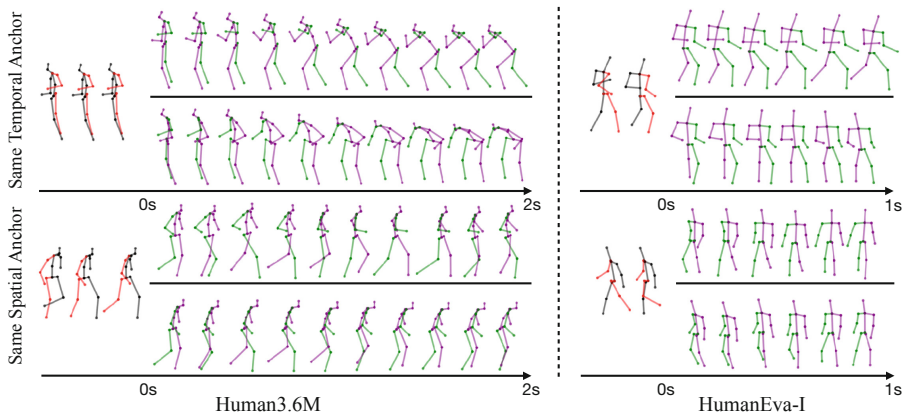 Same Temporal Anchor
0s
2s
0s
1s
Same Spatial Anchor
0s
2s
0s
1s
Human3.6M
HumanEva-I